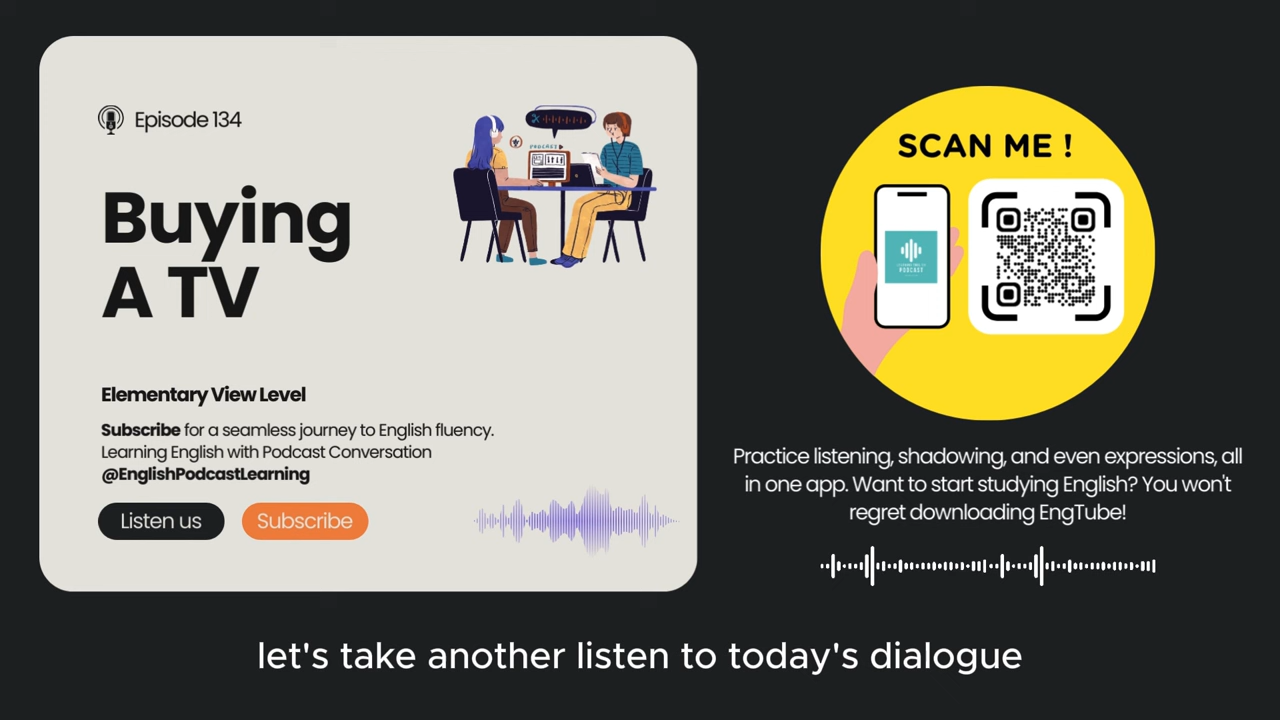 Episode 134
Buying
A TV
Elementary View Level
Subscribe for a seamless journey to English fluency.
Learning English with Podcast Conversation
@EnglishPodcastLearning
Listen us
Subscribe
PODCAST
SCAN ME !
PODCAST
Practice listening, shadowing, and even expressions, all
in one app. Want to start studying English? You won't
regret downloading EngTube!
let's take another listen to today's dialogue